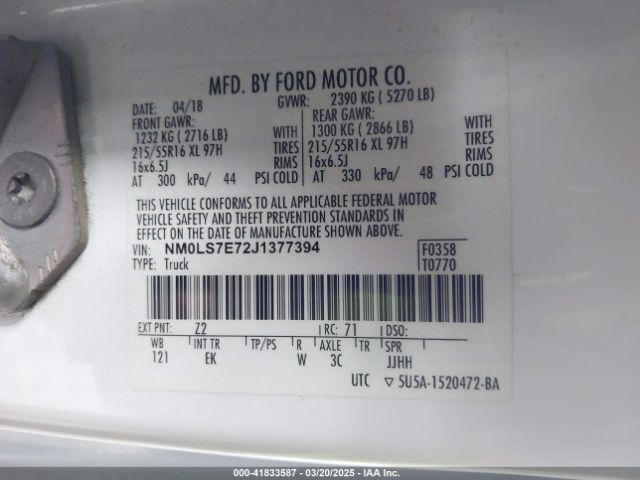 MFD. BY FORD MOTOR CO.
DATE: 04/18 GVWR: 2390 KG ( 5270 LB)
FRONT GAWR: REAR GAWR:
1232 KG ( 2716 LB) WITH 1300 KG ( 2866 LB) WITH
215/55R16 XL 97H TIRES 215/55R16 XL 97H TIRES
16x6.5J RIMS 16x6.5J RIMS
AT 300 kPa/ 44 PSI COLD AT 330 kPa/ 48 PSI COLD
THIS VEHICLE CONFORMS TO ALL APPLICABLE FEDERAL MOTOR
VEHICLE SAFETY AND THEFT PREVENTION STANDARDS IN
EFFECT ON THE DATE OF MANUFACTURE SHOWN ABOVE.
VIN: NM0LS7E72J1377394 F0358
TYPE: Truck T0770
EXT PNT: Z2 RC: 71 DSO:
WB INT TR TP/PS R AXLE TR SPR
121 EK W 3C JJHH
UTC ▽ 5U5A-1520472-BA
000-41833587 - 03/20/2025 - IAA Inc.